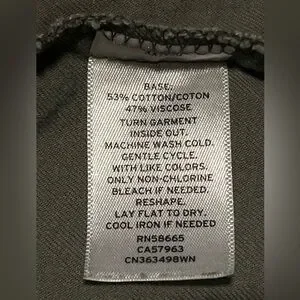 BASE:
53% COTTON/COTON
47% VISCOSE
TURN GARMENT
INSIDE OUT.
MACHINE WASH COLD.
GENTLE CYCLE.
WITH LIKE COLORS.
ONLY NON-CHLORINE
BLEACH IF NEEDED.
RESHAPE.
LAY FLAT TO DRY.
COOL IRON IF NEEDED
RN58665
CA57963
CN363498WN